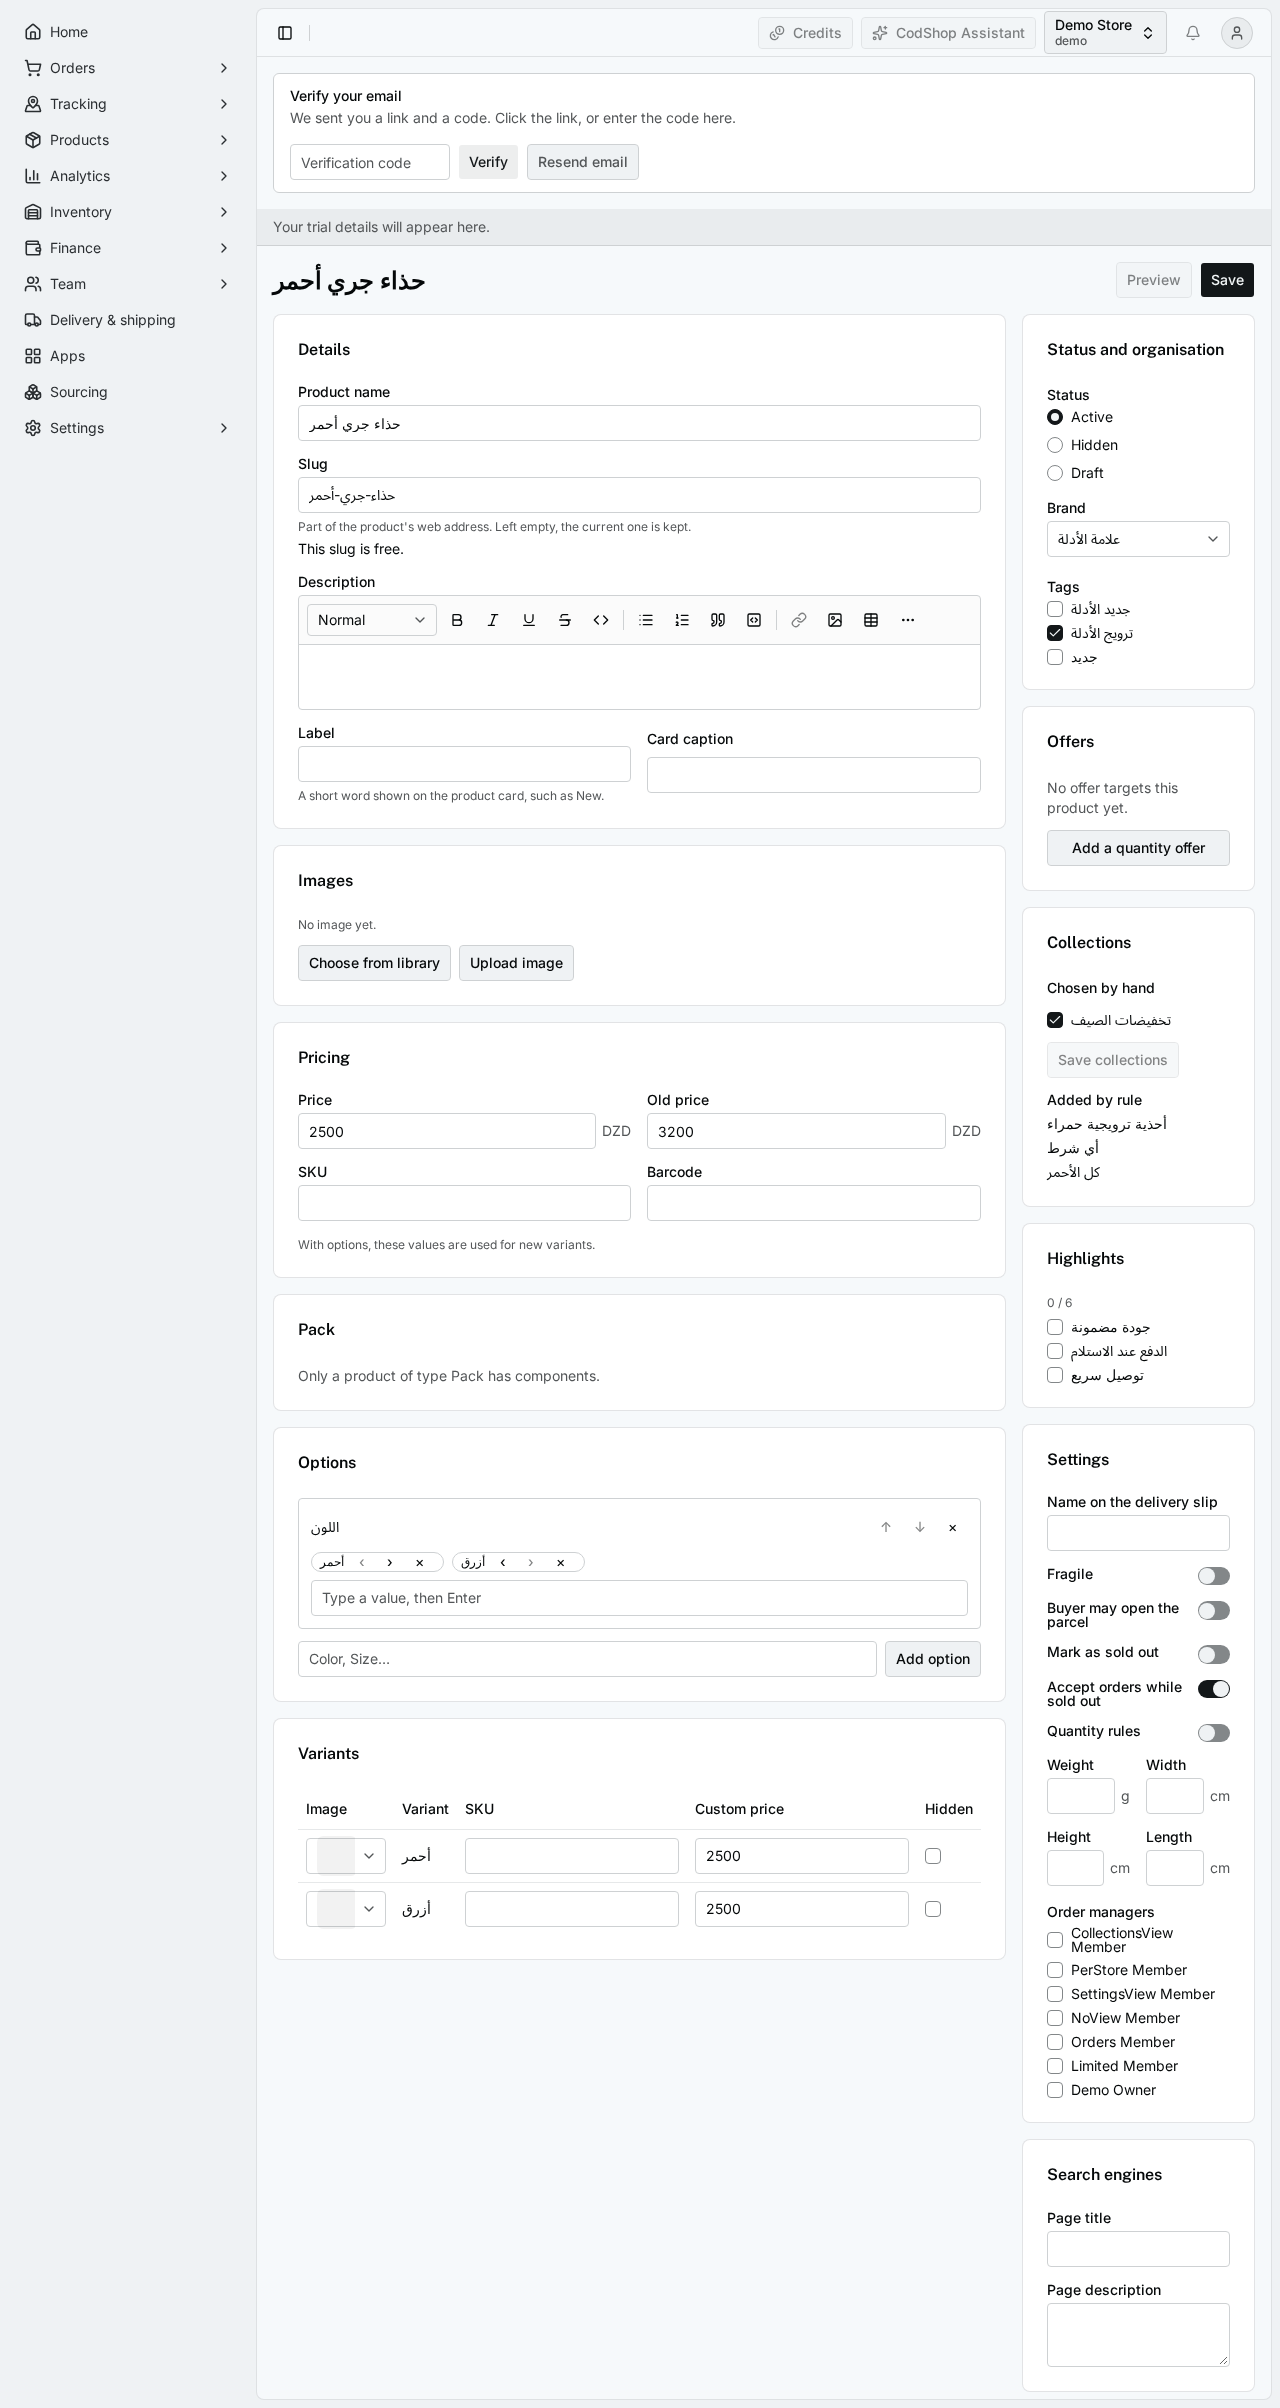 Home
Orders
Tracking
Products
Analytics
Inventory
Finance
Team
Delivery & shipping
Apps
Sourcing
Settings
Credits
CodShop Assistant
Demo Store
demo
Verify your email
We sent you a link and a code. Click the link, or enter the code here.
Verification code
Verify
Resend email
Your trial details will appear here.
حذاء جري أحمر
Preview
Save
Details
Product name
حذاء جري أحمر
Slug
حذاء-جري-أحمر
Part of the product's web address. Left empty, the current one is kept.
This slug is free.
Description
Normal
Label
A short word shown on the product card, such as New.
Card caption
Images
No image yet.
Choose from library
Upload image
Pricing
Price
2500 DZD
Old price
3200 DZD
SKU
Barcode
With options, these values are used for new variants.
Pack
Only a product of type Pack has components.
Options
اللون
أحمر
أزرق
Type a value, then Enter
Color, Size...
Add option
Variants
Image Variant SKU Custom price Hidden
أحمر 2500
أزرق 2500
Status and organisation
Status
Active
Hidden
Draft
Brand
علامة الأدلة
Tags
جديد الأدلة
ترويج الأدلة
جديد
Offers
No offer targets this
product yet.
Add a quantity offer
Collections
Chosen by hand
تخفيضات الصيف
Save collections
Added by rule
أحذية ترويجية حمراء
أي شرط
كل الأحمر
Highlights
0 / 6
جودة مضمونة
الدفع عند الاستلام
توصيل سريع
Settings
Name on the delivery slip
Fragile
Buyer may open the
parcel
Mark as sold out
Accept orders while
sold out
Quantity rules
Weight
g
Width
cm
Height
cm
Length
cm
Order managers
CollectionsView
Member
PerStore Member
SettingsView Member
NoView Member
Orders Member
Limited Member
Demo Owner
Search engines
Page title
Page description